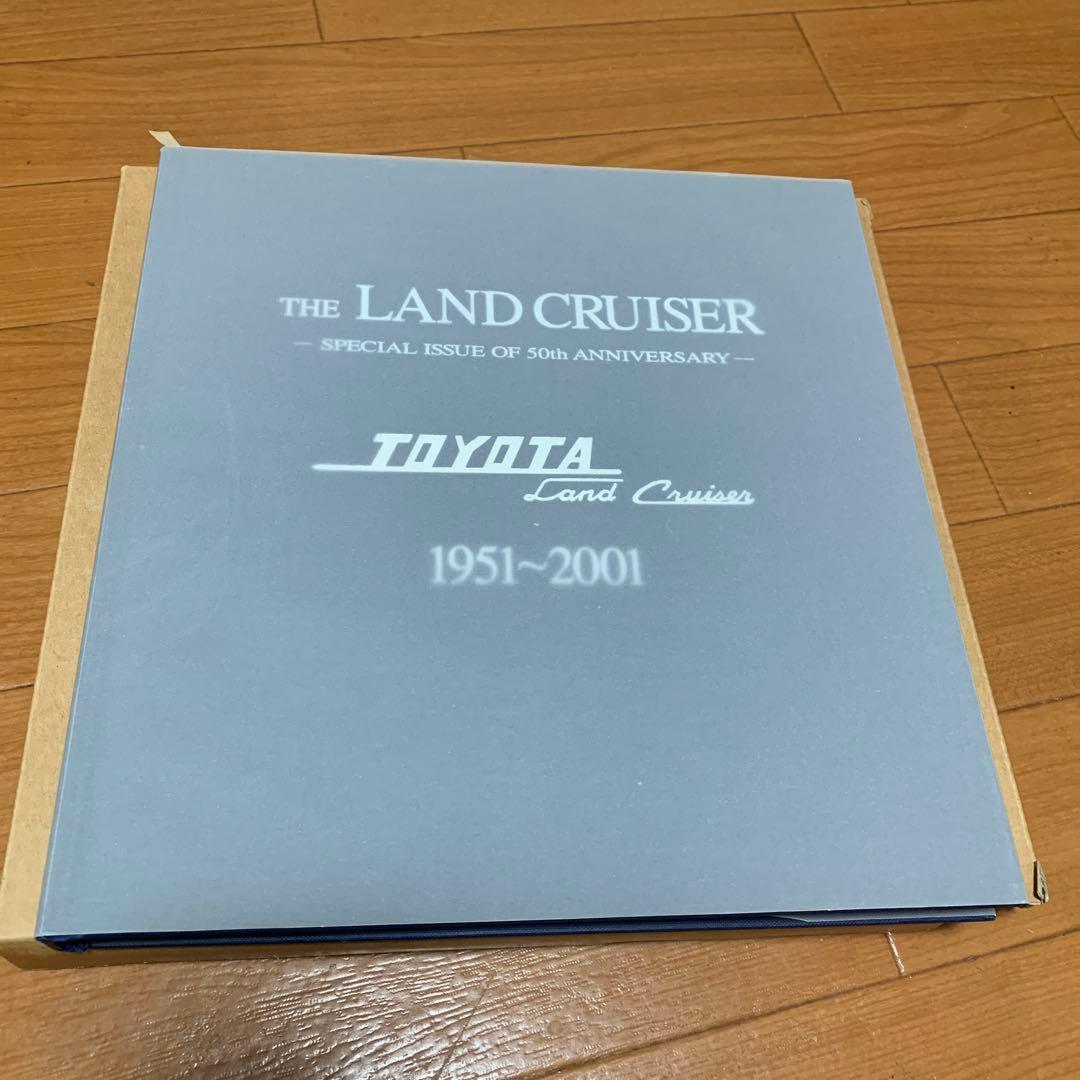 THE LAND CRUISER
— SPECIAL ISSUE OF 50th ANNIVERSARY —
TOYOTA
Land Cruiser
1951~2001